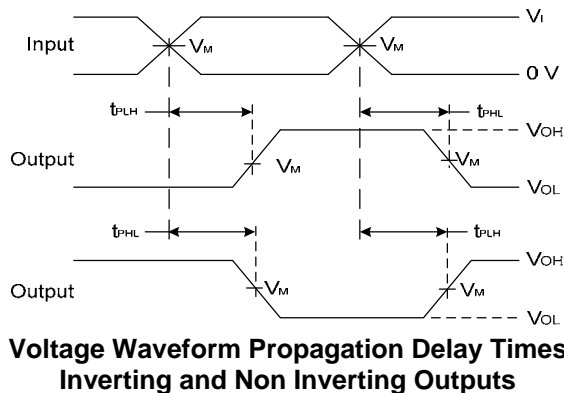 VI
Input
VM
VM
0 V
tPLH
tPHL
VOH
Output
VM
VM
VOL
tPHL
tPLH
VOH
Output
VM
VM
VOL
Voltage Waveform Propagation Delay Times
Inverting and Non Inverting Outputs